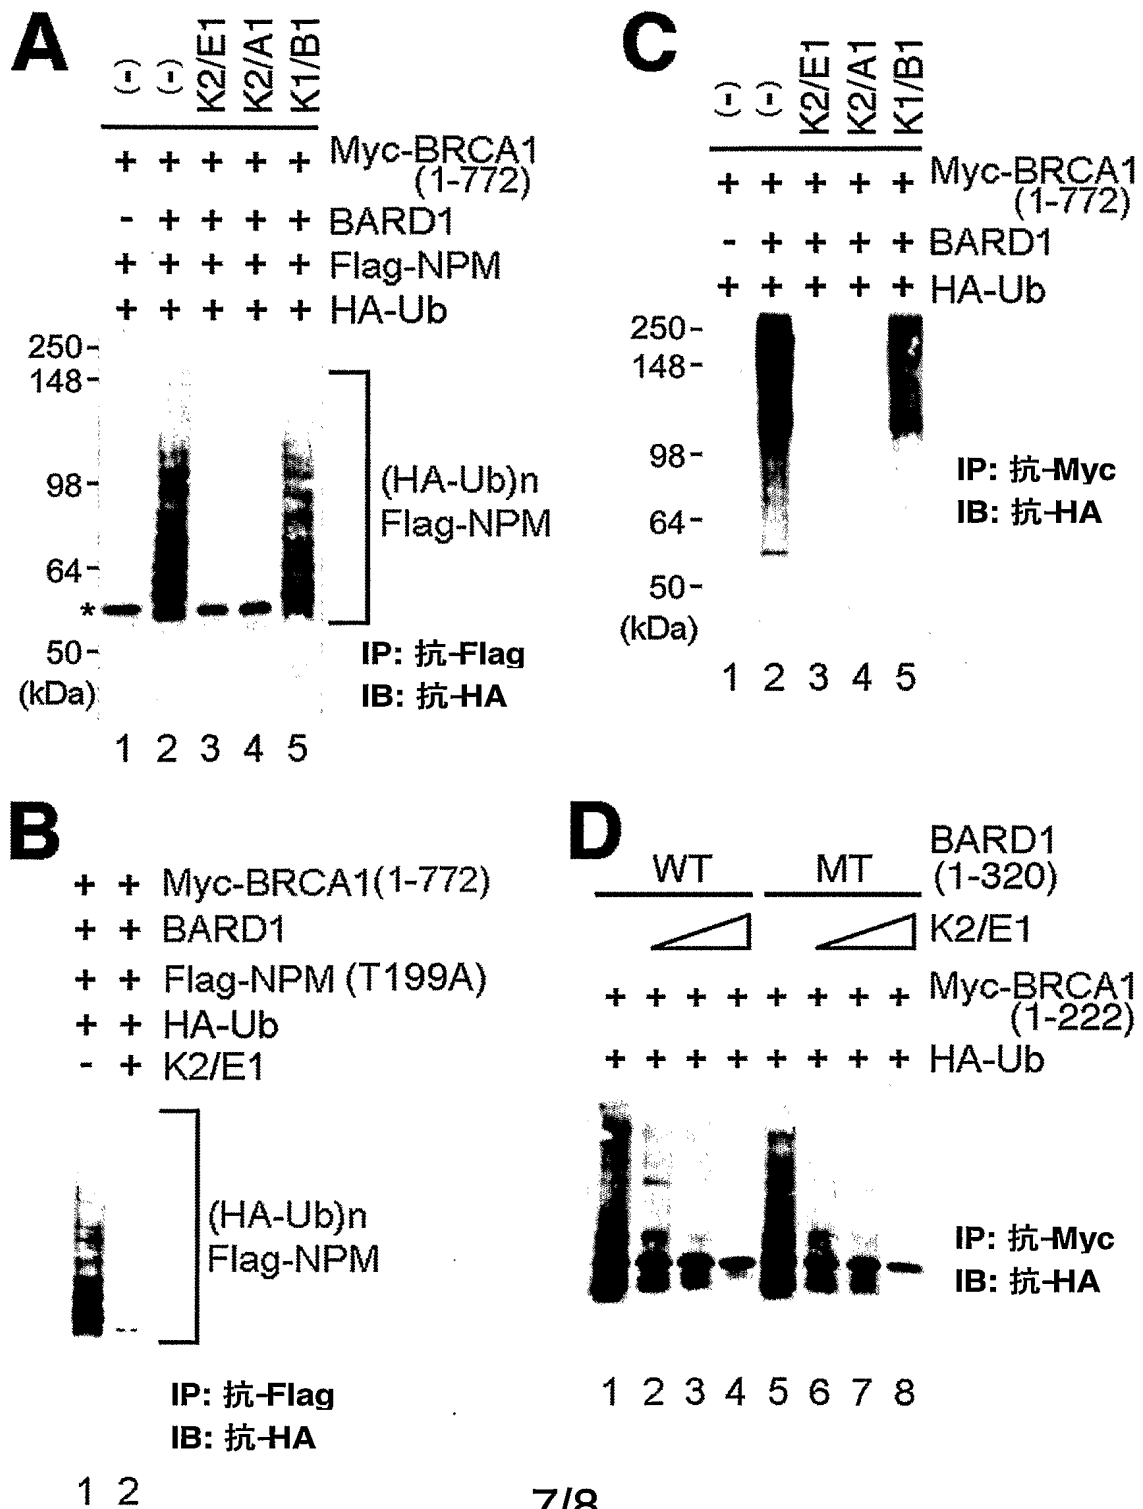 A
(-) (-) K2/E1 K2/A1 K1/B1
+ + + + + Myc-BRCA1
(1-772)
- + + + + BARD1
+ + + + + Flag-NPM
+ + + + + HA-Ub
250-
148-
98-
64-
*
50-
(kDa)
(HA-Ub)n
Flag-NPM
IP: 抗-Flag
IB: 抗-HA
1 2 3 4 5
B
+ + Myc-BRCA1(1-772)
+ + BARD1
+ + Flag-NPM (T199A)
+ + HA-Ub
- + K2/E1
(HA-Ub)n
Flag-NPM
IP: 抗-Flag
IB: 抗-HA
1 2
C
(-) (-) K2/E1 K2/A1 K1/B1
+ + + + + Myc-BRCA1
(1-772)
- + + + + BARD1
+ + + + + HA-Ub
250-
148-
98-
64-
50-
(kDa)
IP: 抗-Myc
IB: 抗-HA
1 2 3 4 5
D
WT MT BARD1
(1-320)
K2/E1
+ + + + + + + + Myc-BRCA1
(1-222)
+ + + + + + + + HA-Ub
IP: 抗-Myc
IB: 抗-HA
1 2 3 4 5 6 7 8
7/8